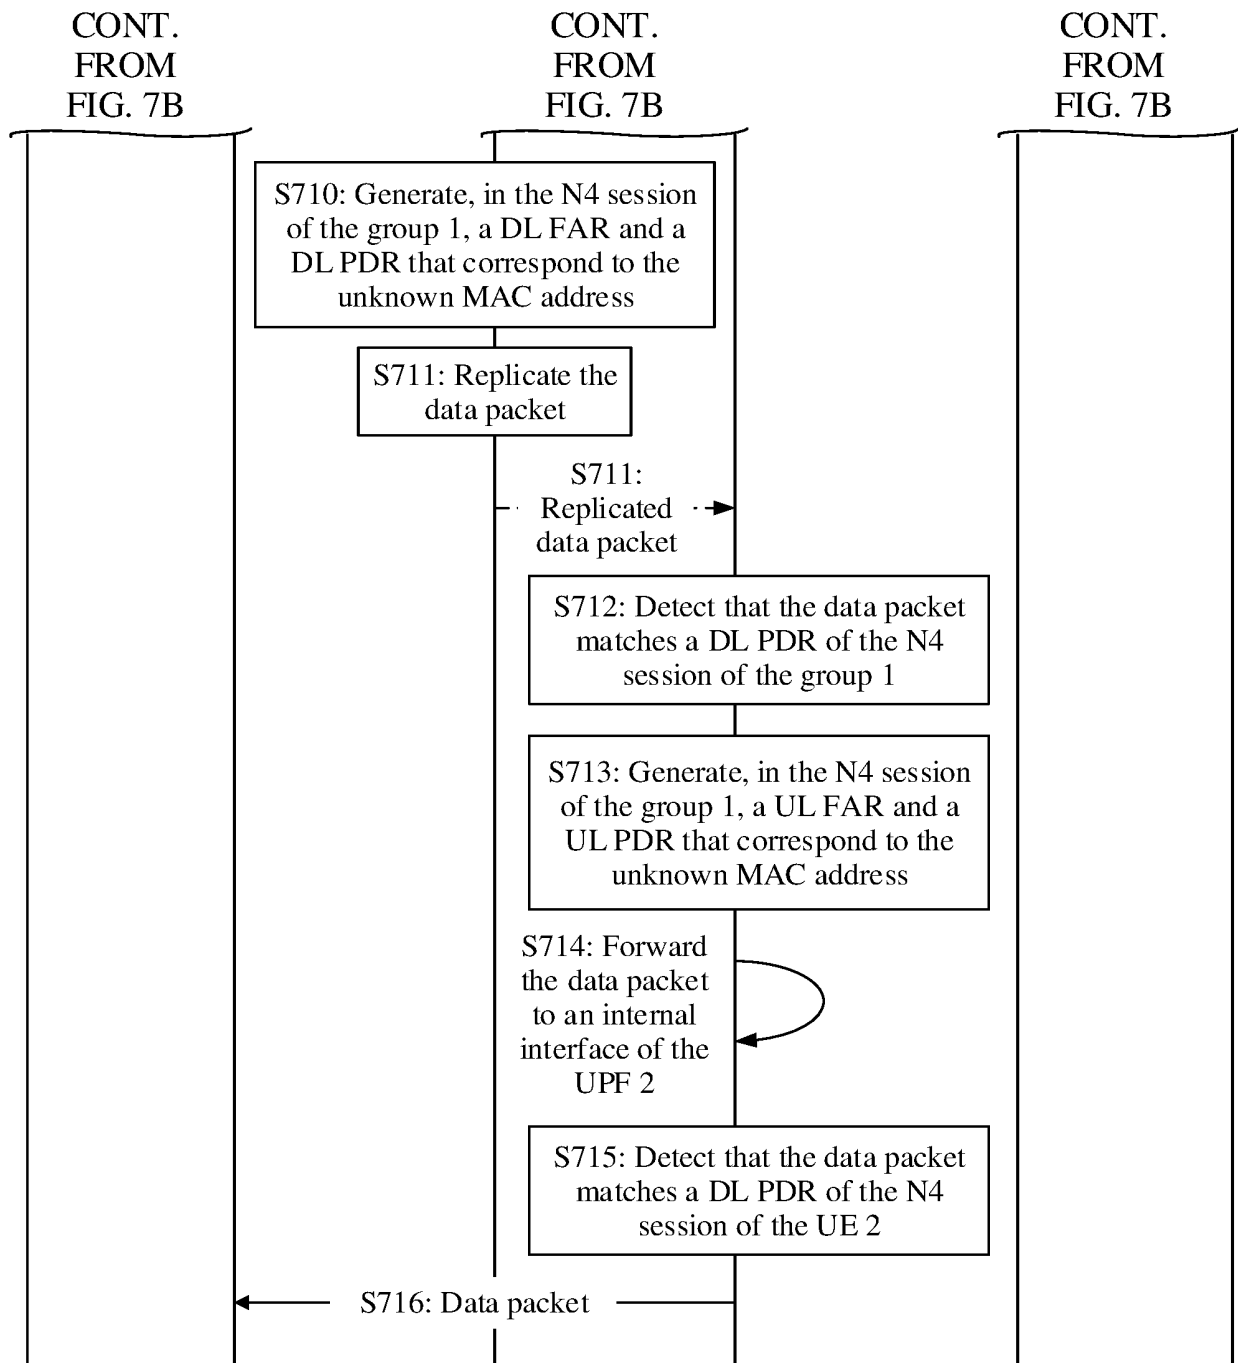 CONT.
FROM
FIG. 7B
CONT.
FROM
FIG. 7B
CONT.
FROM
FIG. 7B
S710: Generate, in the N4 session
of the group 1, a DL FAR and a
DL PDR that correspond to the
unknown MAC address
S711: Replicate the
data packet
S711:
Replicated
data packet
S712: Detect that the data packet
matches a DL PDR of the N4
session of the group 1
S713: Generate, in the N4 session
of the group 1, a UL FAR and a
UL PDR that correspond to the
unknown MAC address
S714: Forward
the data packet
to an internal
interface of the
UPF 2
S715: Detect that the data packet
matches a DL PDR of the N4
session of the UE 2
S716: Data packet